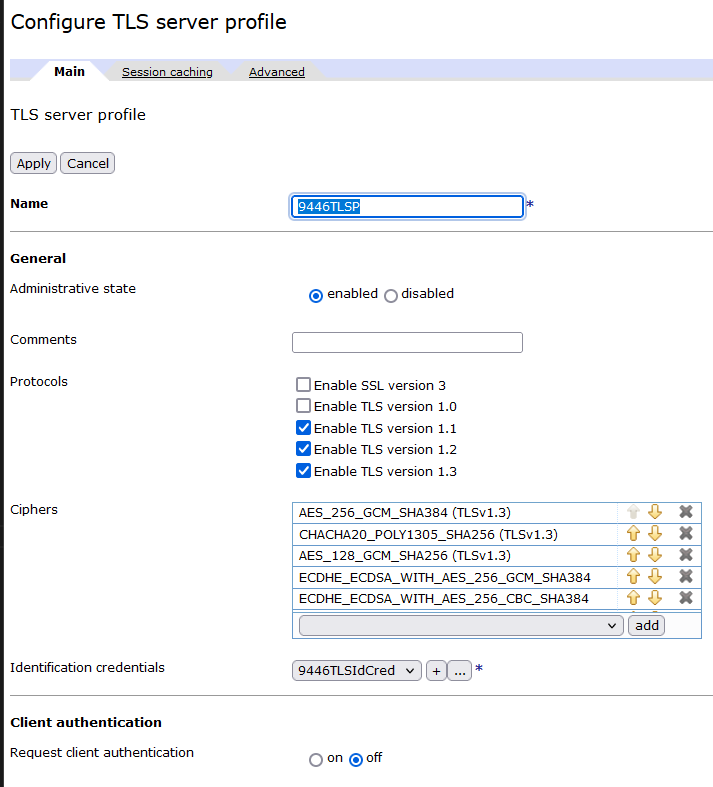 Configure TLS server profile
Main Session caching Advanced
TLS server profile
Apply Cancel
Name 9446TLSP *
General
Administrative state enabled disabled
Comments
Protocols Enable SSL version 3
Enable TLS version 1.0
Enable TLS version 1.1
Enable TLS version 1.2
Enable TLS version 1.3
Ciphers AES_256_GCM_SHA384 (TLSv1.3)
CHACHA20_POLY1305_SHA256 (TLSv1.3)
AES_128_GCM_SHA256 (TLSv1.3)
ECDHE_ECDSA_WITH_AES_256_GCM_SHA384
ECDHE_ECDSA_WITH_AES_256_CBC_SHA384
add
Identification credentials 9446TLSIdCred + ... *
Client authentication
Request client authentication on off